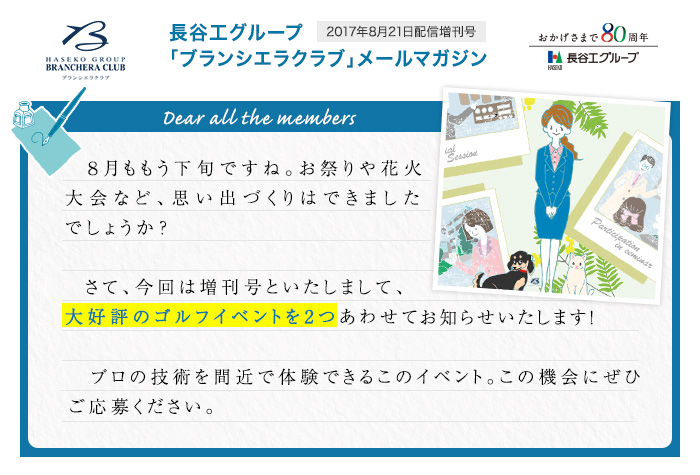 HASEKO GROUP
BRANCHERA CLUB
ブランシエラクラブ
長谷工グループ 2017年8月21日配信増刊号
「ブランシエラクラブ」メールマガジン
おかげさまで80周年
HASEKO 長谷工グループ
Dear all the members
８月ももう下旬ですね。お祭りや花火
大会など、思い出づくりはできました
でしょうか？
さて、今回は増刊号といたしまして、
大好評のゴルフイベントを２つあわせてお知らせいたします！
プロの技術を間近で体験できるこのイベント。この機会にぜひ
ご応募ください。
Session
Participation
in seminar